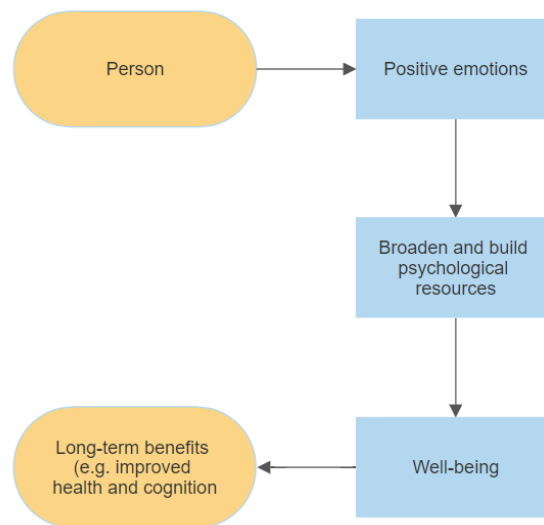 Person
Positive emotions
Broaden and build
psychological
resources
Long-term benefits
(e.g. improved
health and cognition
Well-being